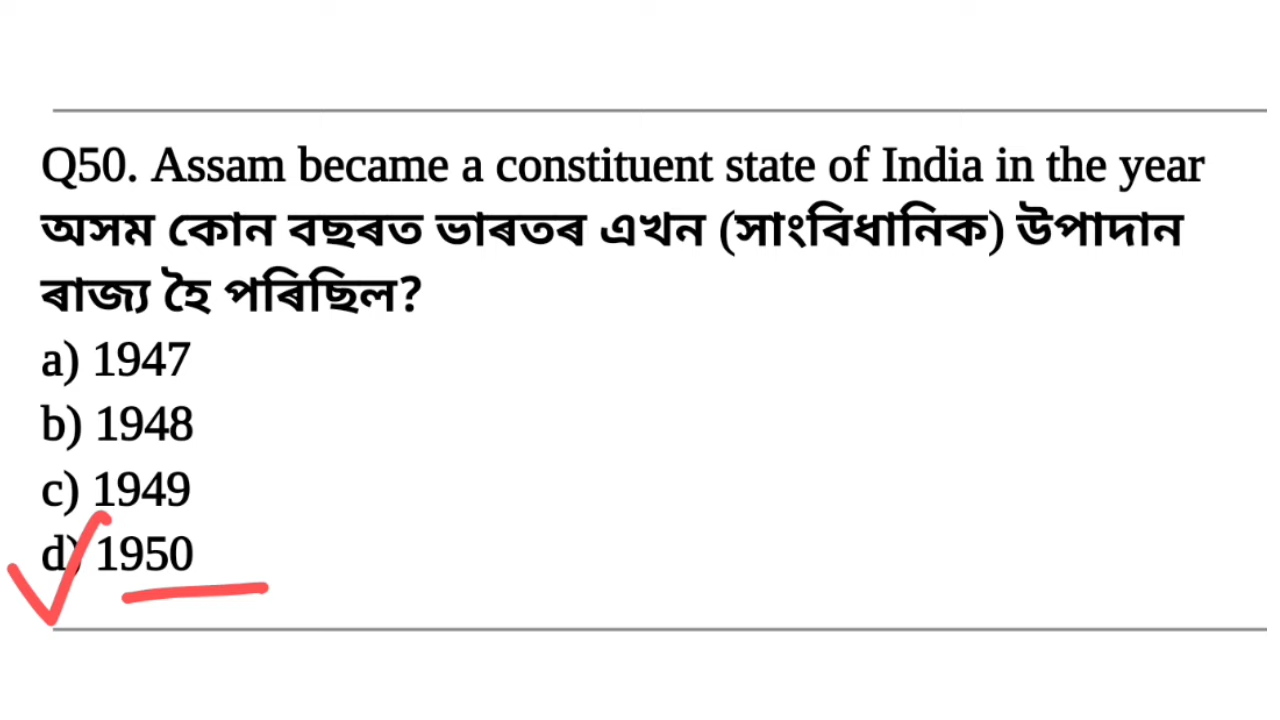 Q50. Assam became a constituent state of India in the year
অসম কোন বছৰত ভাৰতৰ এখন (সাংবিধানিক) উপাদান
ৰাজ্য হৈ পৰিছিল?
a) 1947
b) 1948
c) 1949
d) 1950